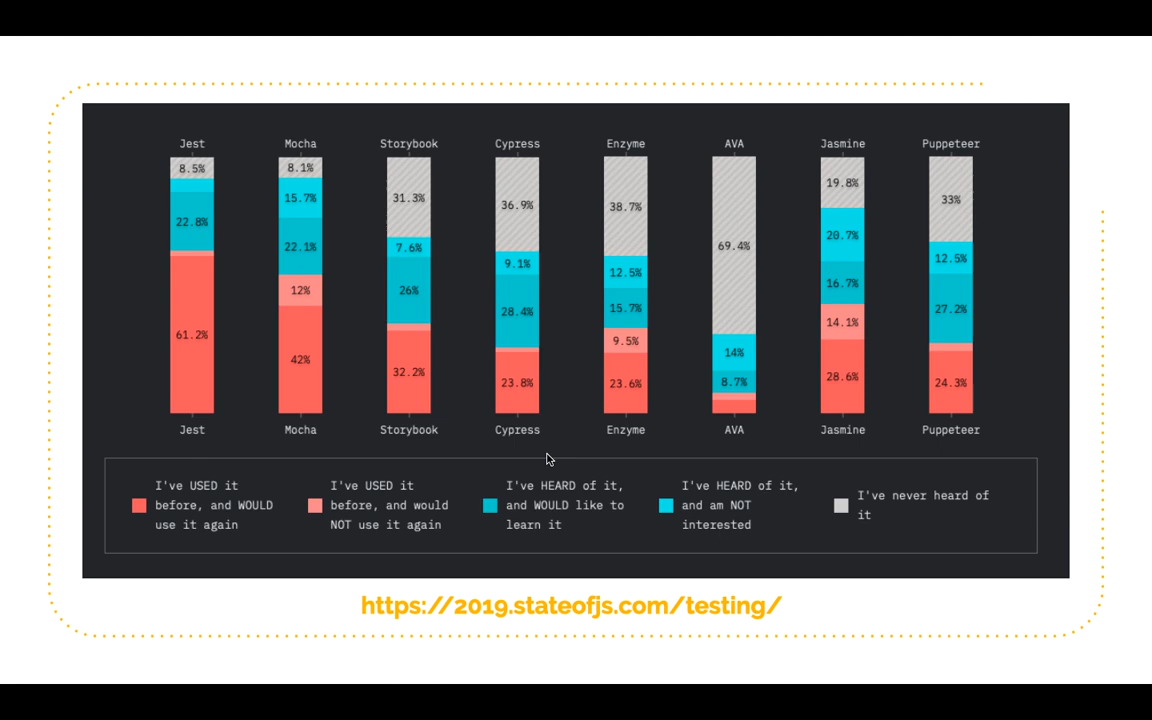 Jest Mocha Storybook Cypress Enzyme AVA Jasmine Puppeteer
8.5% 22.8% 61.2%
8.1% 15.7% 22.1% 12% 42%
31.3% 7.6% 26% 32.2%
36.9% 9.1% 28.4% 23.8%
38.7% 12.5% 15.7% 9.5% 23.6%
69.4% 14% 8.7%
19.8% 20.7% 16.7% 14.1% 28.6%
33% 12.5% 27.2% 24.3%
Jest Mocha Storybook Cypress Enzyme AVA Jasmine Puppeteer
I've USED it
before, and WOULD
use it again
I've USED it
before, and would
NOT use it again
I've HEARD of it,
and WOULD like to
learn it
I've HEARD of it,
and am NOT
interested
I've never heard of
it
https://2019.stateofjs.com/testing/